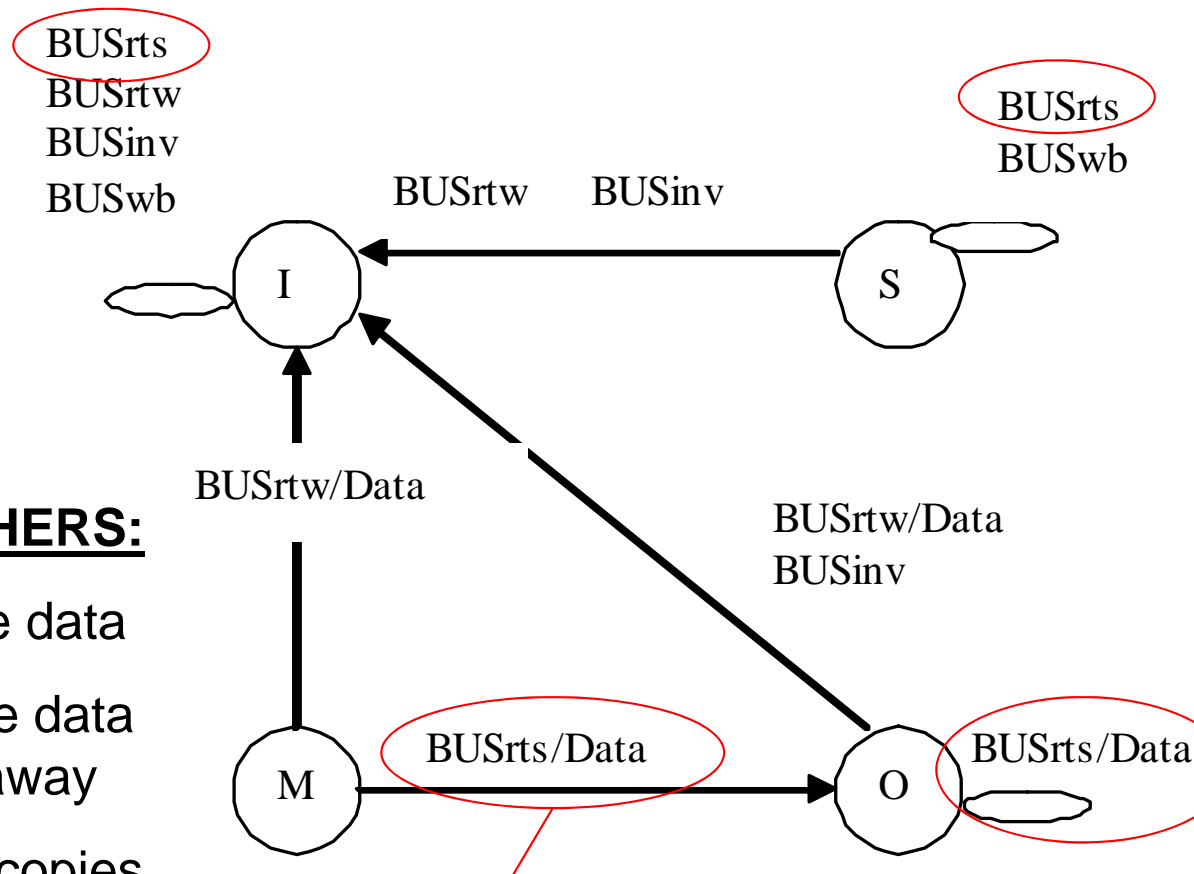 BUSrts
BUSrtw
BUSinv
BUSwb
BUSrts
BUSwb
BUSrtw BUSinv
I
S
BUSrtw/Data
BUSrtw/Data
BUSinv
HERS:
e data
e data
away
copies
BUSrts/Data
BUSrts/Data
M
O